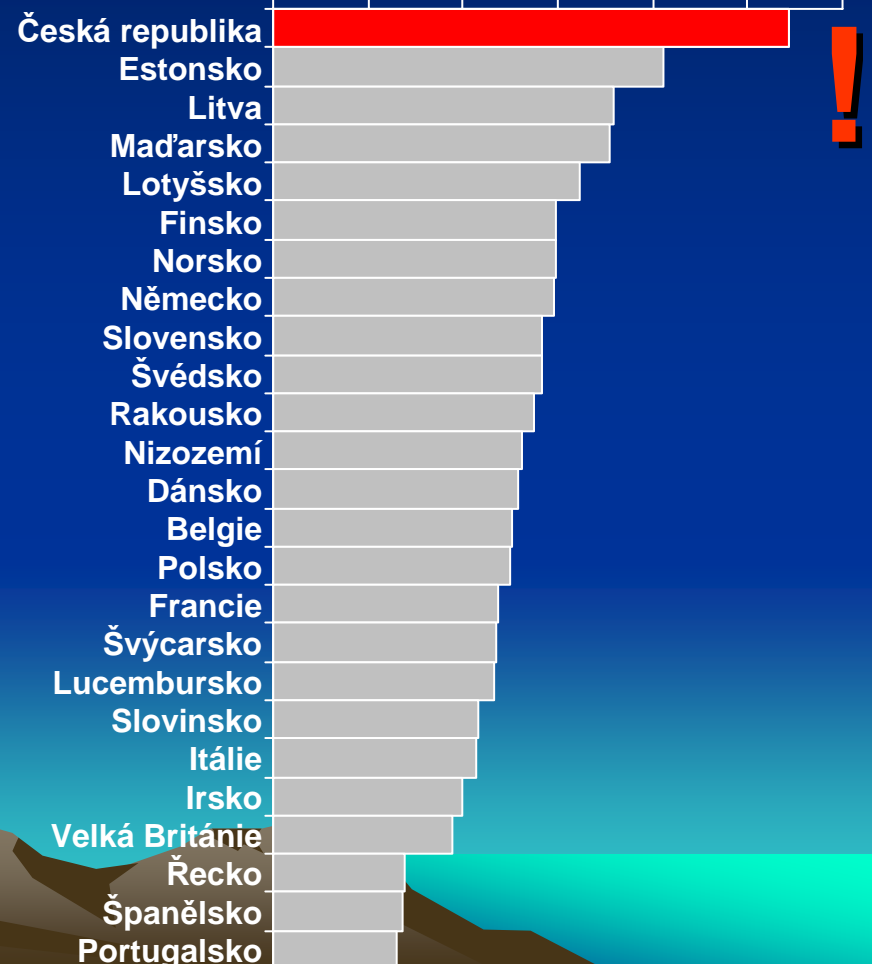 Česká republika
!
Estonsko
Litva
Maďarsko
Lotyšsko
Finsko
Norsko
Německo
Slovensko
Švédsko
Rakousko
Nizozemí
Dánsko
Belgie
Polsko
Francie
Švýcarsko
Lucembursko
Slovinsko
Itálie
Irsko
Velká Británie
Řecko
Španělsko
Portugalsko